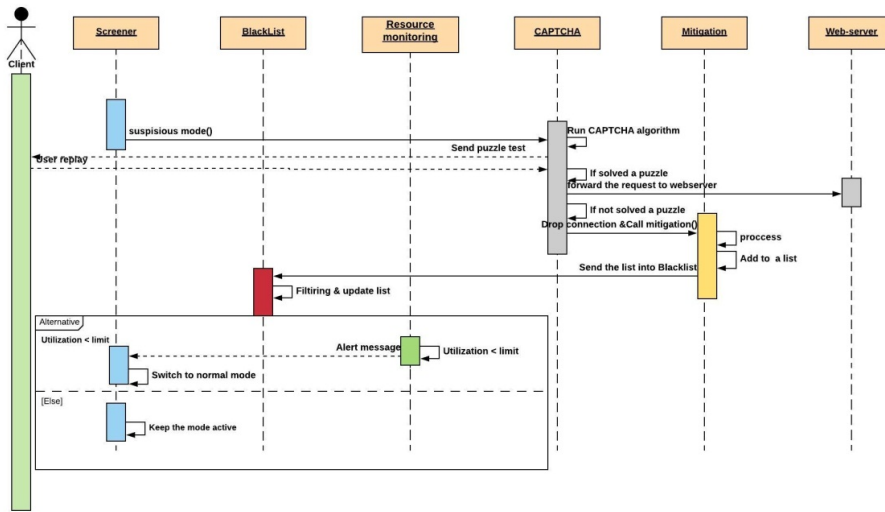 Client
Screener
BlackList
Resource
monitoring
CAPTCHA
Mitigation
Web-server
suspisious mode()
Run CAPTCHA algorithm
Send puzzle test
User replay
If solved a puzzle
forward the request to webserver
If not solved a puzzle
Drop connection &Call mitigation()
proccess
Add to a list
Send the list into Blacklist
Filtiring & update list
Alternative
Utilization < limit
Alert message
Utilization < limit
Switch to normal mode
[Else]
Keep the mode active